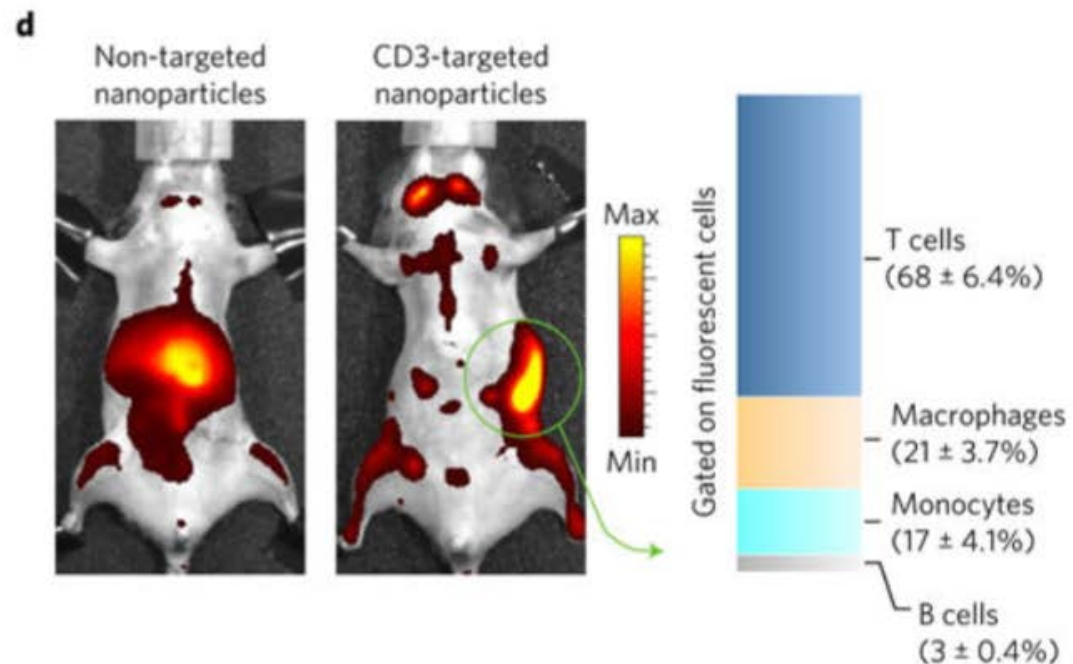 d
Non-targeted
nanoparticles
CD3-targeted
nanoparticles
Max
Min
Gated on fluorescent cells
T cells
(68 ± 6.4%)
Macrophages
(21 ± 3.7%)
Monocytes
(17 ± 4.1%)
B cells
(3 ± 0.4%)